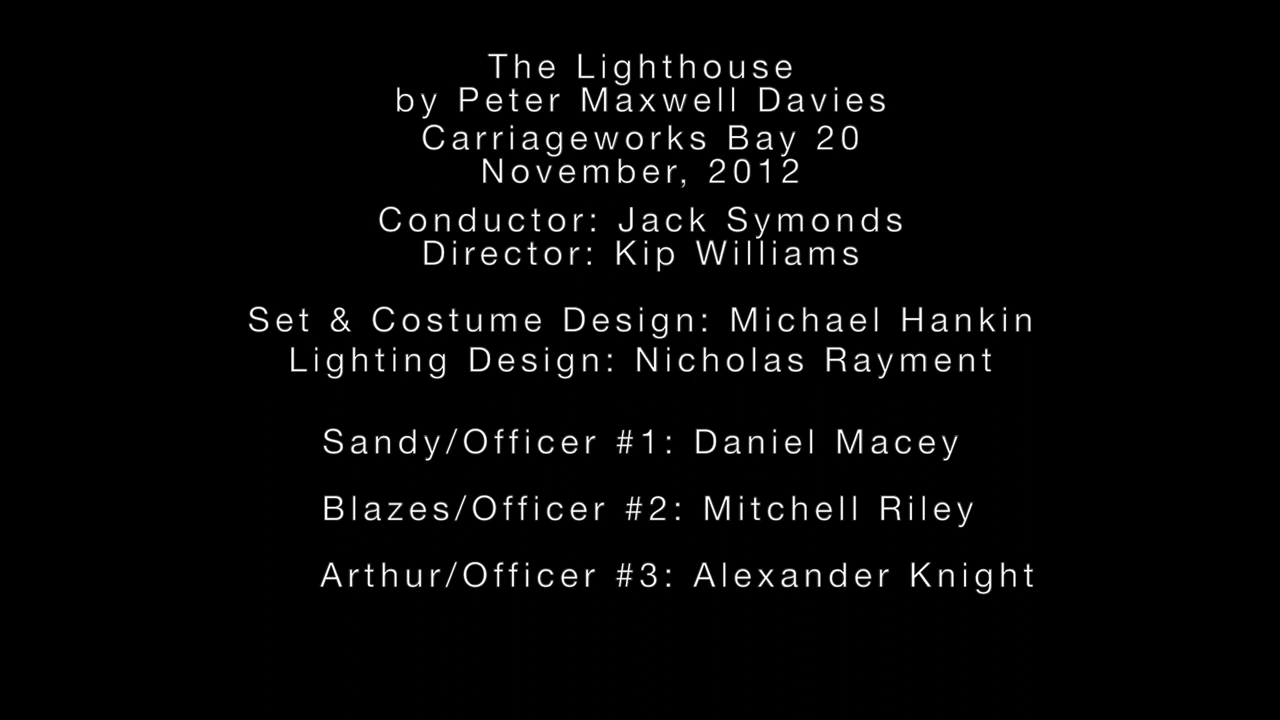 The Lighthouse
by Peter Maxwell Davies
Carriageworks Bay 20
November, 2012
Conductor: Jack Symonds
Director: Kip Williams
Set & Costume Design: Michael Hankin
Lighting Design: Nicholas Rayment
Sandy/Officer #1: Daniel Macey
Blazes/Officer #2: Mitchell Riley
Arthur/Officer #3: Alexander Knight